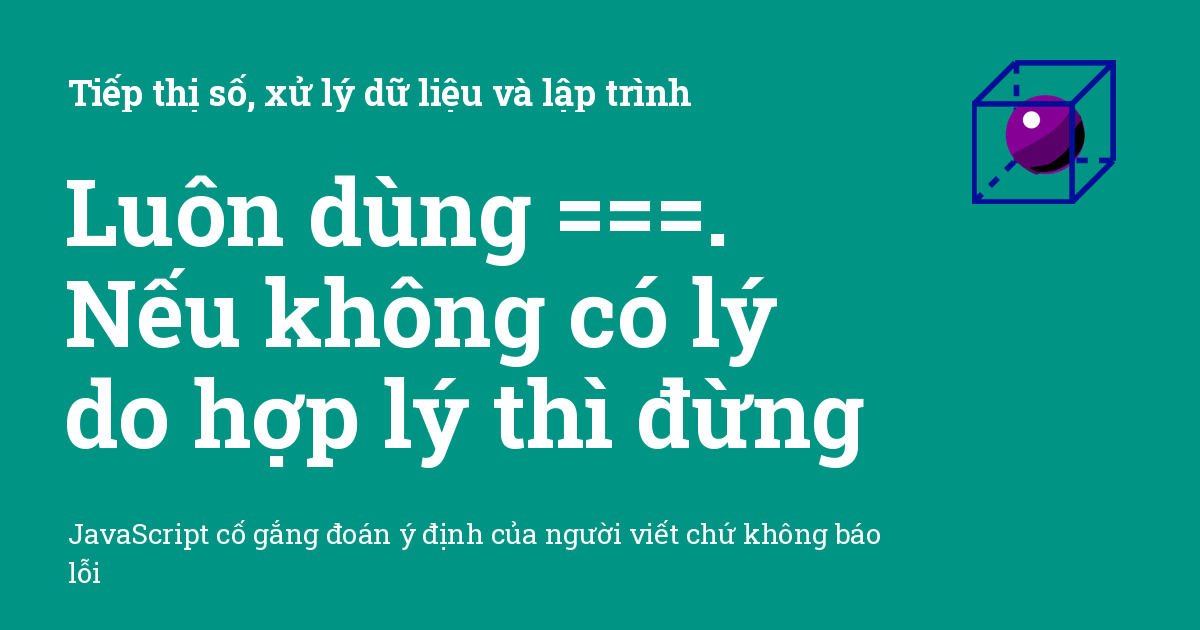 Tiếp thị số, xử lý dữ liệu và lập trình
Luôn dùng ===.
Nếu không có lý
do hợp lý thì đừng
JavaScript cố gắng đoán ý định của người viết chứ không báo
lỗi